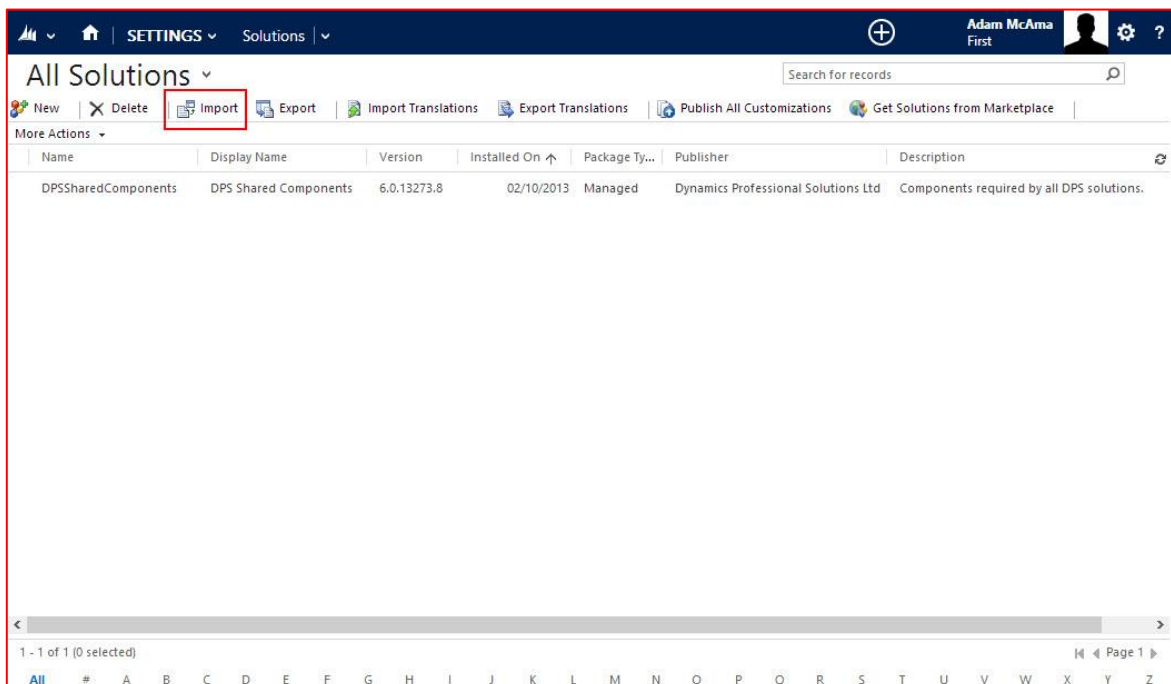 SETTINGS Solutions Adam McAma
First ?
All Solutions Search for records
New Delete Import Export Import Translations Export Translations Publish All Customizations Get Solutions from Marketplace
More Actions
Name Display Name Version Installed On Package Ty... Publisher Description
DPSSharedComponents DPS Shared Components 6.0.13273.8 02/10/2013 Managed Dynamics Professional Solutions Ltd Components required by all DPS solutions.
1 - 1 of 1 (0 selected) Page 1
All # A B C D E F G H I J K L M N O P Q R S T U V W X Y Z